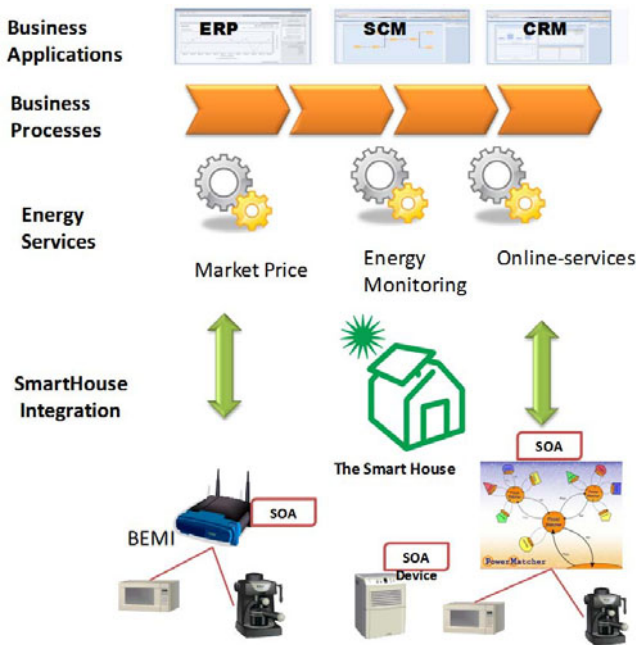 Business
Applications
ERP
SCM
CRM
Business
Processes
Energy
Services
Market Price
Energy
Monitoring
Online-services
SmartHouse
Integration
The Smart House
SOA
BEMI
SOA
SOA
Device
PowerMatcher